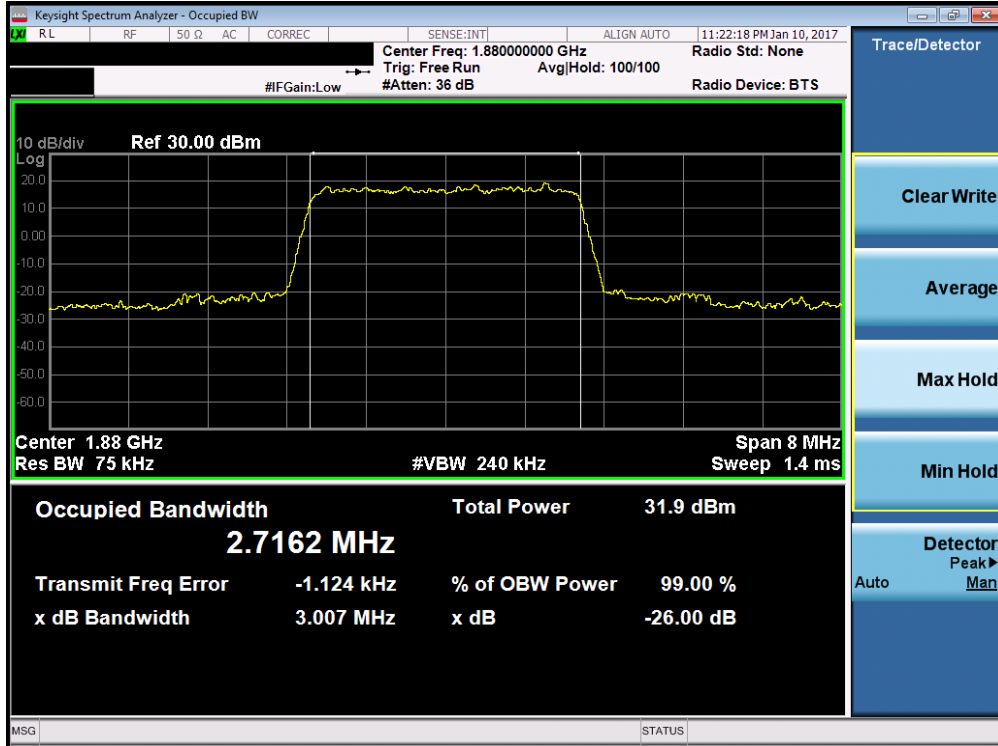 Keysight Spectrum Analyzer - Occupied BW
LXI RL RF 50 Ω AC CORREC SENSE:INT ALIGN AUTO 11:22:18 PM Jan 10, 2017
Center Freq: 1.880000000 GHz Radio Std: None
Trig: Free Run Avg|Hold: 100/100
#IFGain:Low #Atten: 36 dB Radio Device: BTS
10 dB/div Ref 30.00 dBm
Log
20.0
10.0
0.00
-10.0
-20.0
-30.0
-40.0
-50.0
-60.0
Center 1.88 GHz Span 8 MHz
Res BW 75 kHz #VBW 240 kHz Sweep 1.4 ms
Occupied Bandwidth Total Power 31.9 dBm
2.7162 MHz
Transmit Freq Error -1.124 kHz % of OBW Power 99.00 %
x dB Bandwidth 3.007 MHz x dB -26.00 dB
Trace/Detector
Clear Write
Average
Max Hold
Min Hold
Detector
Peak▶
Auto Man
MSG STATUS